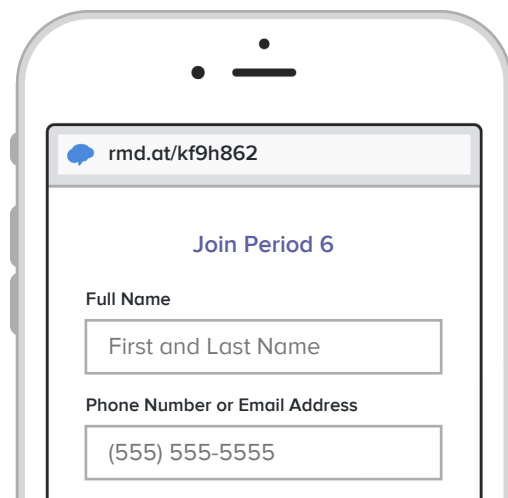 rmd.at/kf9h862
Join Period 6
Full Name
First and Last Name
Phone Number or Email Address
(555) 555-5555